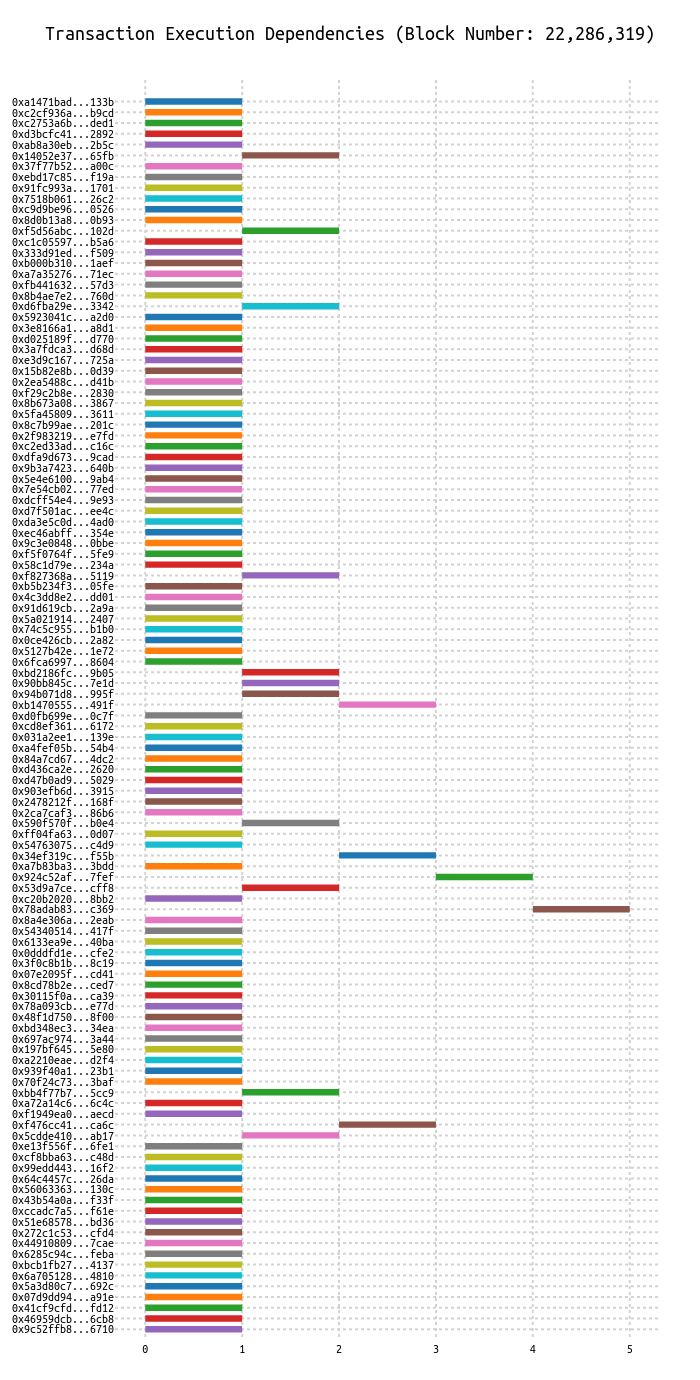 Transaction Execution Dependencies (Block Number: 22,286,319)
0xa1471bad...133b
0xc2cf936a...b9cd
0xc2753a6b...ded1
0xd3bcfc41...2892
0xab8a30eb...2b5c
0x14052e37...65fb
0x37f77b52...a00c
0xebd17c85...f19a
0x91fc993a...1701
0x7518b061...26c2
0xc9d9be96...0526
0x8d0b13a8...0b93
0xf5d56abc...102d
0xc1c05597...b5a6
0x333d91ed...f509
0xb000b310...1aef
0xa7a35276...71ec
0xfb441632...57d3
0x8b4ae7e2...760d
0xd6fba29e...3342
0x5923041c...a2d0
0x3e8166a1...a8d1
0xd025189f...d770
0x3a7fdca3...d68d
0xe3d9c167...725a
0x15b82e8b...0d39
0x2ea5488c...d41b
0xf29c2b8e...2830
0x8b673a08...3867
0x5fa45809...3611
0x8c7b99ae...201c
0x2f983219...e7fd
0xc2ed33ad...c16c
0xdfa9d673...9cad
0x9b3a7423...640b
0x5e4e6100...9ab4
0x7e54cb02...77ed
0xdcff54e4...9e93
0xd7f501ac...ee4c
0xda3e5c0d...4ad0
0xec46abff...354e
0x9c3e0848...0bbe
0xf5f0764f...5fe9
0x58c1d79e...234a
0xf827368a...5119
0xb5b234f3...05fe
0x4c3dd8e2...dd01
0x91d619cb...2a9a
0x5a021914...2407
0x74c5c955...b1b0
0x0ce426cb...2a82
0x5127b42e...1e72
0x6fca6997...8604
0xbd2186fc...9b05
0x90bb845c...7e1d
0x94b071d8...995f
0xb1470555...491f
0xd0fb699e...0c7f
0xcd8ef361...6172
0x031a2ee1...139e
0xa4fef05b...54b4
0x84a7cd67...4dc2
0xd436ca2e...2620
0xd47b0ad9...5029
0x903efb6d...3915
0x2478212f...168f
0x2ca7caf3...86b6
0x590f570f...b0e4
0xff04fa63...0d07
0x54763075...c4d9
0x34ef319c...f55b
0xa7b83ba3...3bdd
0x924c52af...7fef
0x53d9a7ce...cff8
0xc20b2020...8bb2
0x78adab83...c369
0x8a4e306a...2eab
0x54340514...417f
0x6133ea9e...40ba
0x0dddfd1e...cfe2
0x3f0c8b1b...8c19
0x07e2095f...cd41
0x8cd78b2e...ced7
0x30115f0a...ca39
0x78a093cb...e77d
0x48f1d750...8f00
0xbd348ec3...34ea
0x697ac974...3a44
0x197bf645...5e80
0xa2210eae...d2f4
0x939f40a1...23b1
0x70f24c73...3baf
0xbb4f77b7...5cc9
0xa72a14c6...6c4c
0xf1949ea0...aecd
0xf476cc41...ca6c
0x5cdde410...ab17
0xe13f556f...6fe1
0xcf8bba63...c48d
0x99edd443...16f2
0x64c4457c...26da
0x56063363...130c
0x43b54a0a...f33f
0xccadc7a5...f61e
0x51e68578...bd36
0x272c1c53...cfd4
0x44910809...7cae
0x6285c94c...feba
0xbcb1fb27...4137
0x6a705128...4810
0x5a3d80c7...692c
0x07d9dd94...a91e
0x41cf9cfd...fd12
0x46959dcb...6cb8
0x9c52ffb8...6710
0 1 2 3 4 5